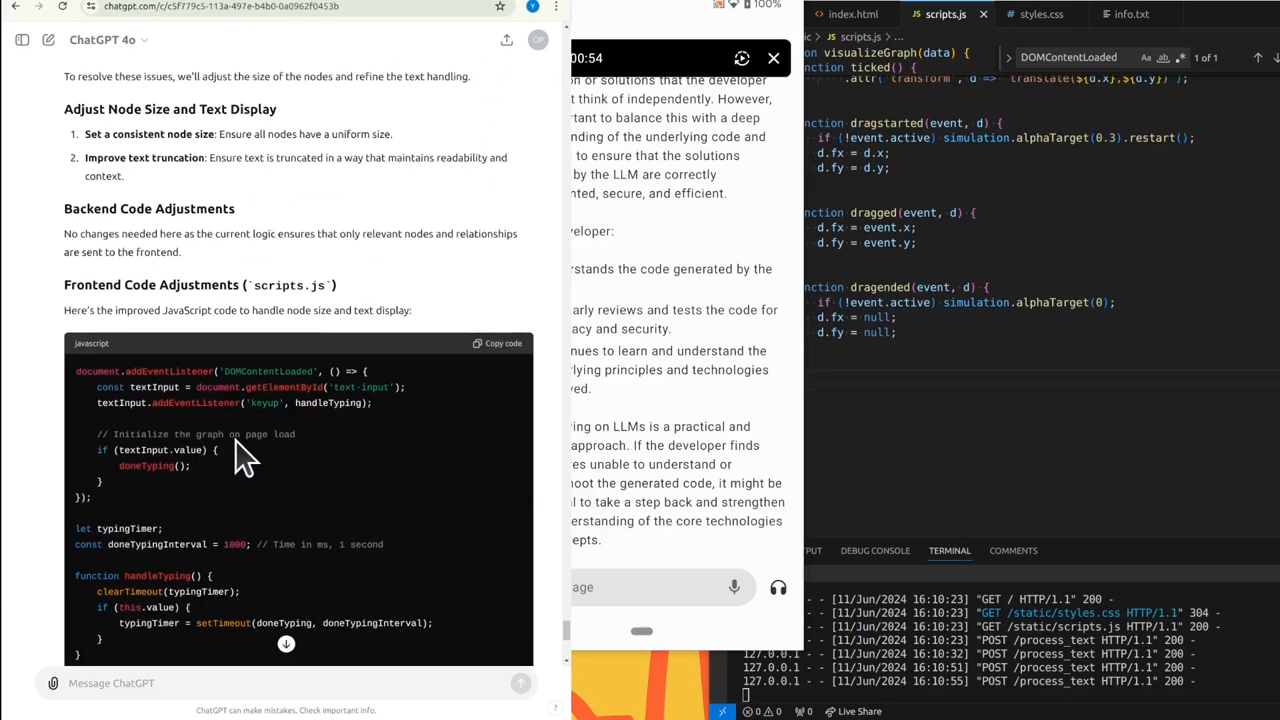 chatgpt.com/c/c5f779c5-113a-497e-b4b0-0a0962f0453b
Y
ChatGPT 4o
OP
To resolve these issues, we'll adjust the size of the nodes and refine the text handling.
Adjust Node Size and Text Display
1. Set a consistent node size: Ensure all nodes have a uniform size.
2. Improve text truncation: Ensure text is truncated in a way that maintains readability and
context.
Backend Code Adjustments
No changes needed here as the current logic ensures that only relevant nodes and relationships
are sent to the frontend.
Frontend Code Adjustments (`scripts.js`)
Here's the improved JavaScript code to handle node size and text display:
javascript
Copy code
document.addEventListener('DOMContentLoaded', () => {
const textInput = document.getElementById('text-input');
textInput.addEventListener('keyup', handleTyping);
// Initialize the graph on page load
if (textInput.value) {
doneTyping();
}
});
let typingTimer;
const doneTypingInterval = 1000; // Time in ms, 1 second
function handleTyping() {
clearTimeout(typingTimer);
if (this.value) {
typingTimer = setTimeout(doneTyping, doneTypingInterval);
}
}
Message ChatGPT
ChatGPT can make mistakes. Check important info.
?
100%
00:54
on or solutions that the developer
t think of independently. However,
ortant to balance this with a deep
nding of the underlying code and
s to ensure that the solutions
by the LLM are correctly
nted, secure, and efficient.
eveloper:
rstands the code generated by the
arly reviews and tests the code for
acy and security.
nues to learn and understand the
rlying principles and technologies
ved.
ying on LLMs is a practical and
approach. If the developer finds
es unable to understand or
hoot the generated code, it might be
l to take a step back and strengthen
erstanding of the core technologies
epts.
age
index.html
scripts.js
styles.css
info.txt
ic > scripts.js > ...
on visualizeGraph(data) {
nction ticked() {
.attr('transform', d => `translate(${d.x},${d.y})`);
DOMContentLoaded
Aa
ab
1 of 1
nction dragstarted(event, d) {
if (!event.active) simulation.alphaTarget(0.3).restart();
d.fx = d.x;
d.fy = d.y;
nction dragged(event, d) {
d.fx = event.x;
d.fy = event.y;
nction dragended(event, d) {
if (!event.active) simulation.alphaTarget(0);
d.fx = null;
d.fy = null;
PUT
DEBUG CONSOLE
TERMINAL
COMMENTS
- - [11/Jun/2024 16:10:23] "GET / HTTP/1.1" 200 -
- - [11/Jun/2024 16:10:23] "GET /static/styles.css HTTP/1.1" 304 -
- - [11/Jun/2024 16:10:23] "GET /static/scripts.js HTTP/1.1" 200 -
- - [11/Jun/2024 16:10:32] "POST /process_text HTTP/1.1" 200 -
127.0.0.1 - - [11/Jun/2024 16:10:51] "POST /process_text HTTP/1.1" 200 -
127.0.0.1 - - [11/Jun/2024 16:10:55] "POST /process_text HTTP/1.1" 200 -
0 0
0
Live Share